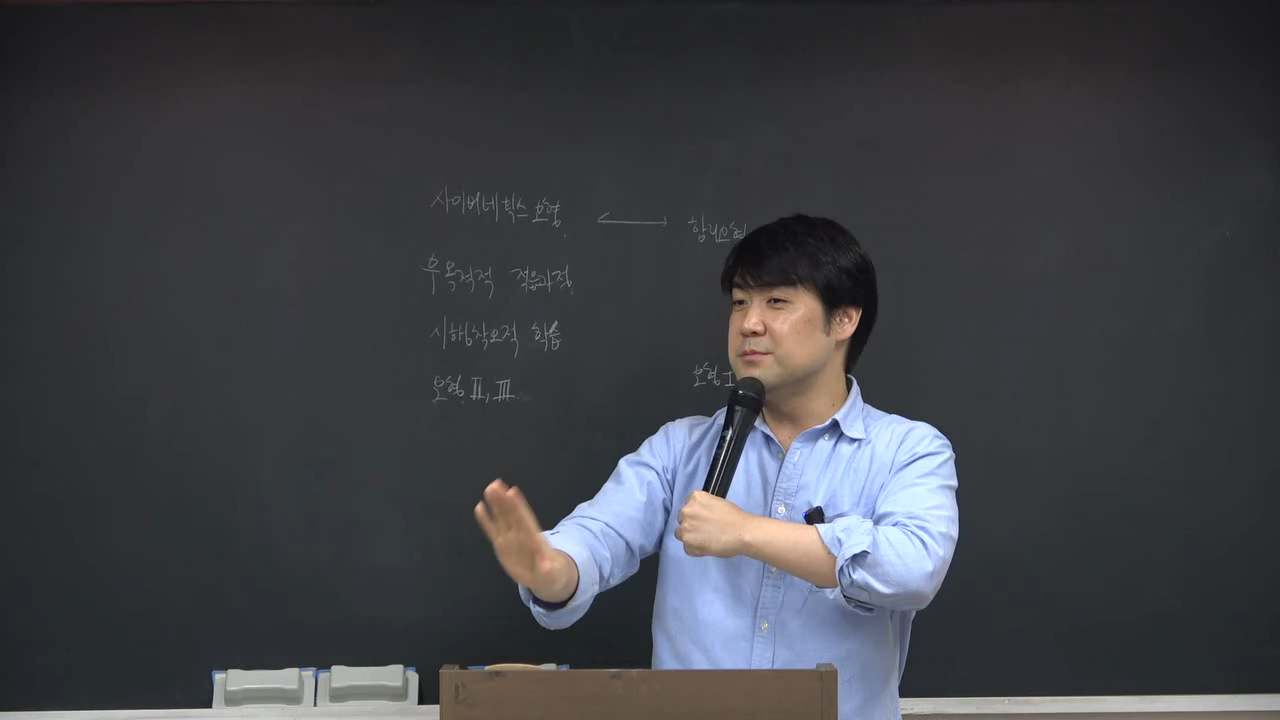 사이버네틱스 모형 ↔ 합리모형
무목적적 적응과정
시행착오적 학습
모형 Ⅱ, Ⅲ 모형 Ⅰ